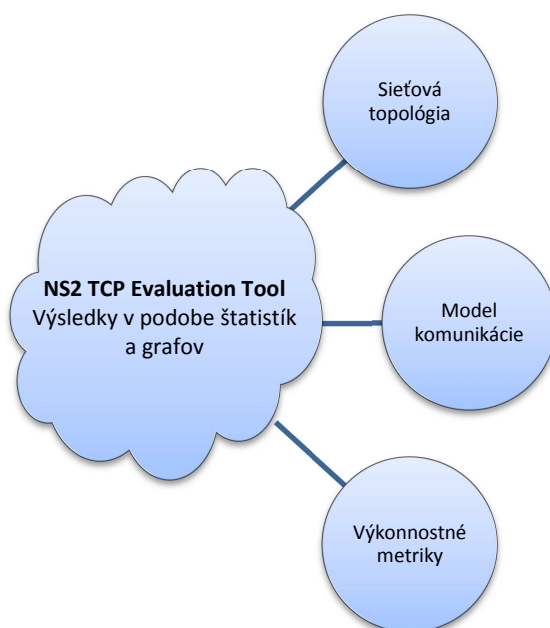 Sieťová
topológia
NS2 TCP Evaluation Tool
Výsledky v podobe štatistík
a grafov
Model
komunikácie
Výkonnostné
metriky